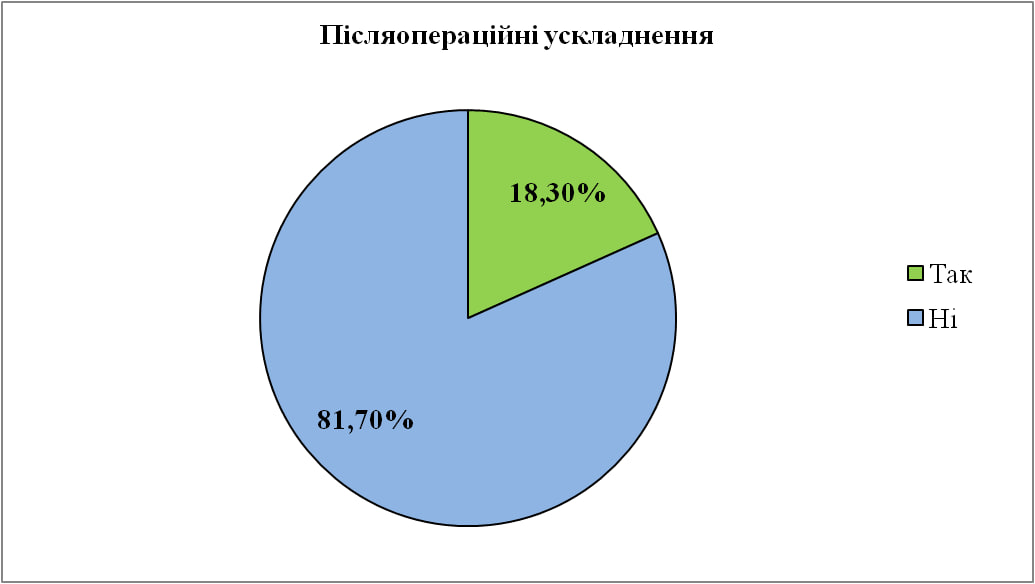 Післяопераційні ускладнення
18,30%
Так
Ні
81,70%